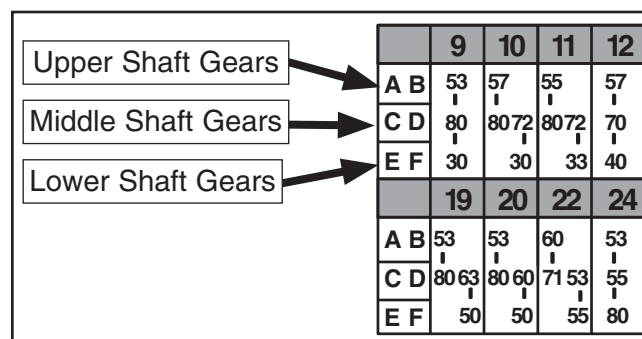 9 10 11 12
Upper Shaft Gears
A B 53 57 55 57
Middle Shaft Gears
C D 80 80 72 80 72 70
E F 30 30 33 40
Lower Shaft Gears
19 20 22 24
A B 53 53 60 53
C D 80 63 80 60 71 53 55
E F 50 50 55 80